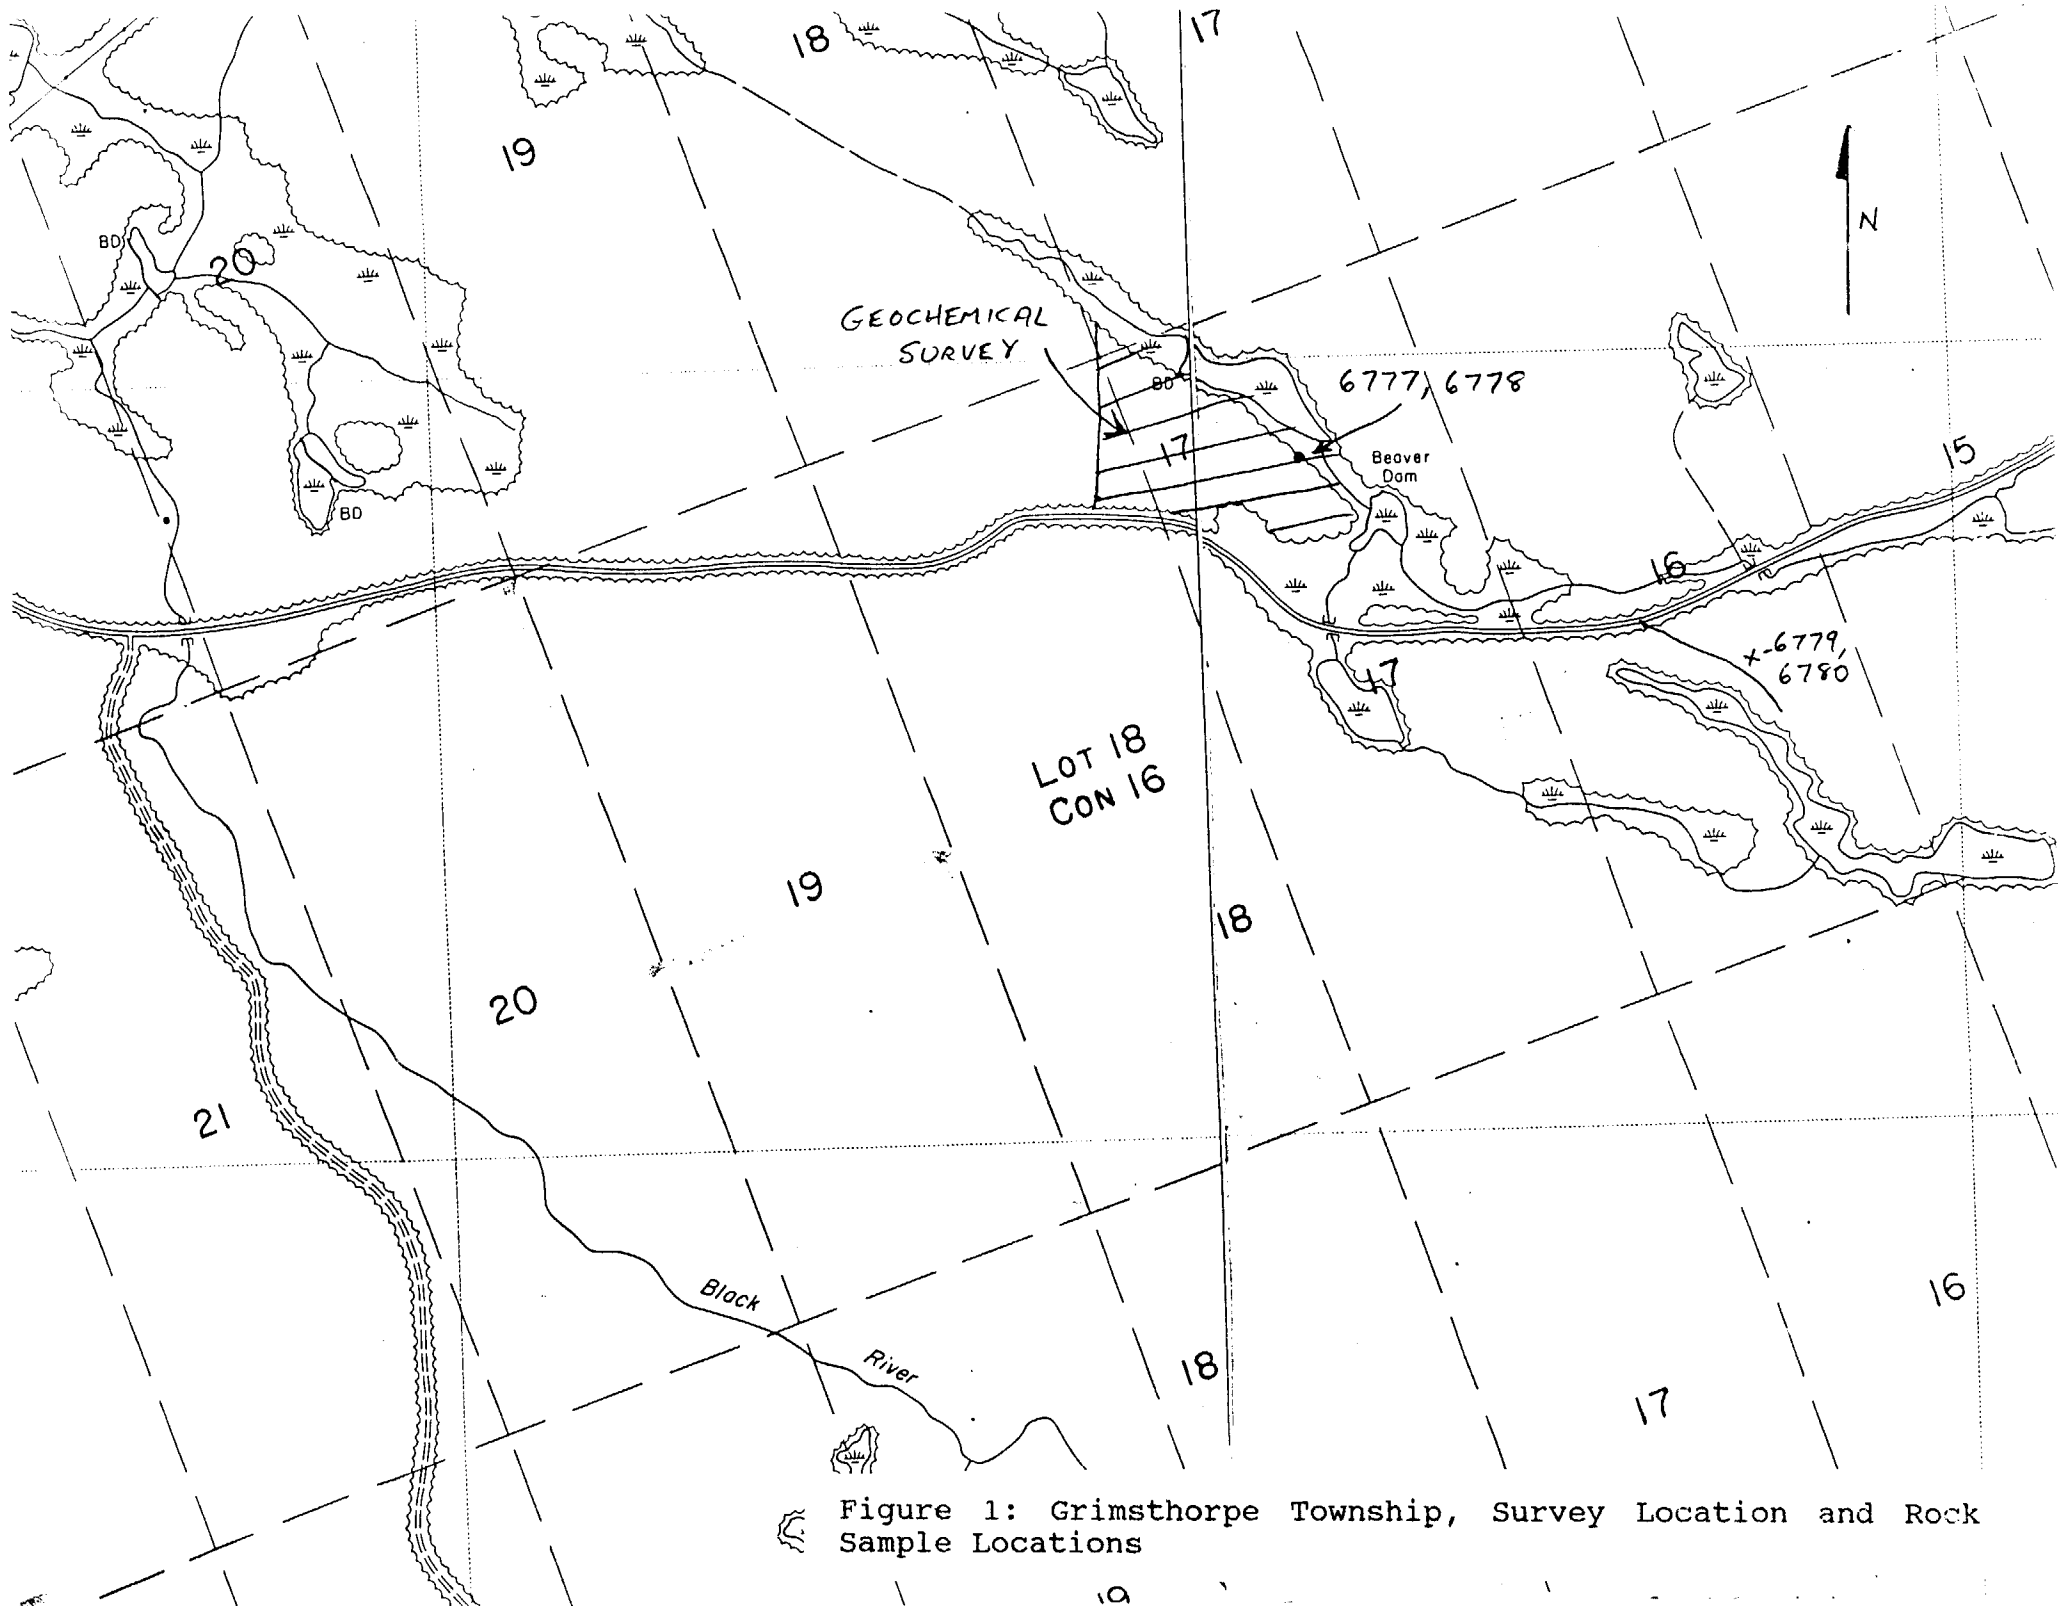 17
18
19
BD
20
N
GEOCHEMICAL
SURVEY
BD
6777, 6778
17
Beaver
Dam
15
BD
16
x-6779,
6780
17
LOT 18
CON 16
19
18
20
21
16
Black
River
18
17
Figure 1: Grimsthorpe Township, Survey Location and Rock
Sample Locations
19